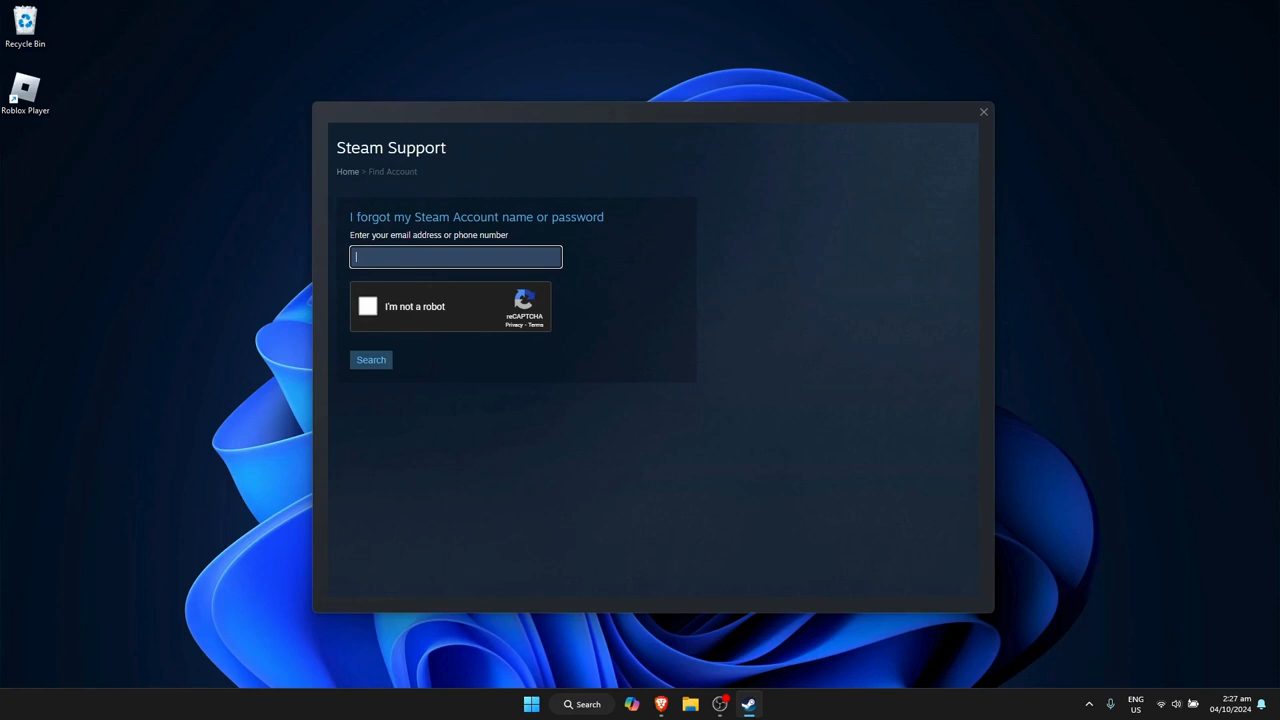 Recycle Bin
Roblox Player
Steam Support
Home > Find Account
I forgot my Steam Account name or password
Enter your email address or phone number
I'm not a robot
reCAPTCHA
Privacy - Terms
Search
Search
ENG
US
2:27 am
04/10/2024